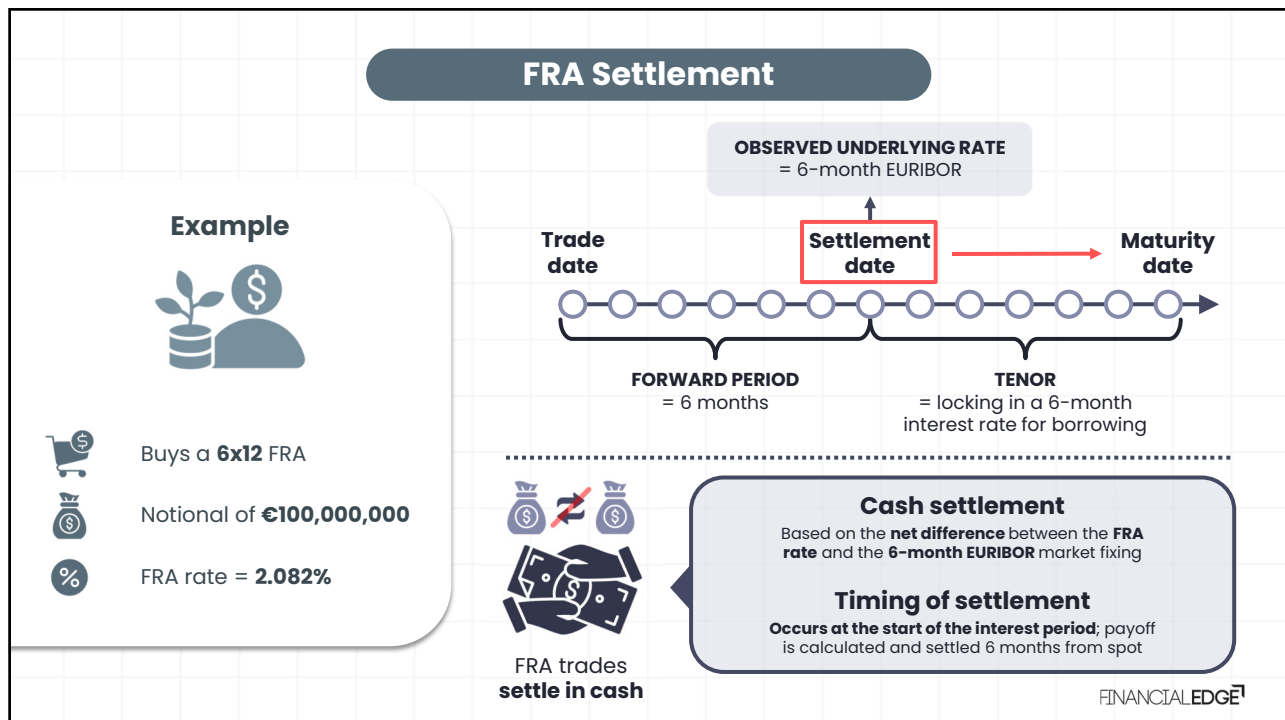 FRA Settlement
Example
Buys a 6x12 FRA
Notional of €100,000,000
FRA rate = 2.082%
OBSERVED UNDERLYING RATE
= 6-month EURIBOR
Trade
date
Settlement
date
Maturity
date
FORWARD PERIOD
= 6 months
TENOR
= locking in a 6-month
interest rate for borrowing
FRA trades
settle in cash
Cash settlement
Based on the net difference between the FRA
rate and the 6-month EURIBOR market fixing
Timing of settlement
Occurs at the start of the interest period; payoff
is calculated and settled 6 months from spot
FINANCIALEDGE